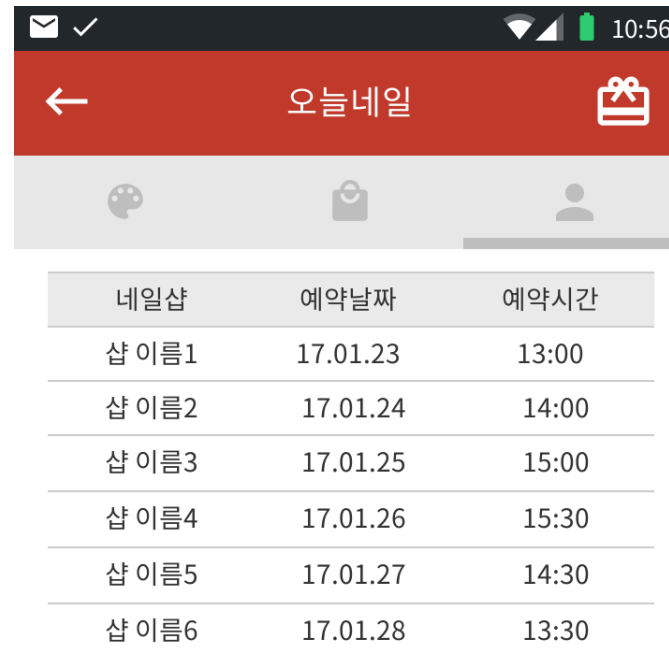 10:56
오늘네일
네일샵 예약날짜 예약시간
샵 이름1 17.01.23 13:00
샵 이름2 17.01.24 14:00
샵 이름3 17.01.25 15:00
샵 이름4 17.01.26 15:30
샵 이름5 17.01.27 14:30
샵 이름6 17.01.28 13:30